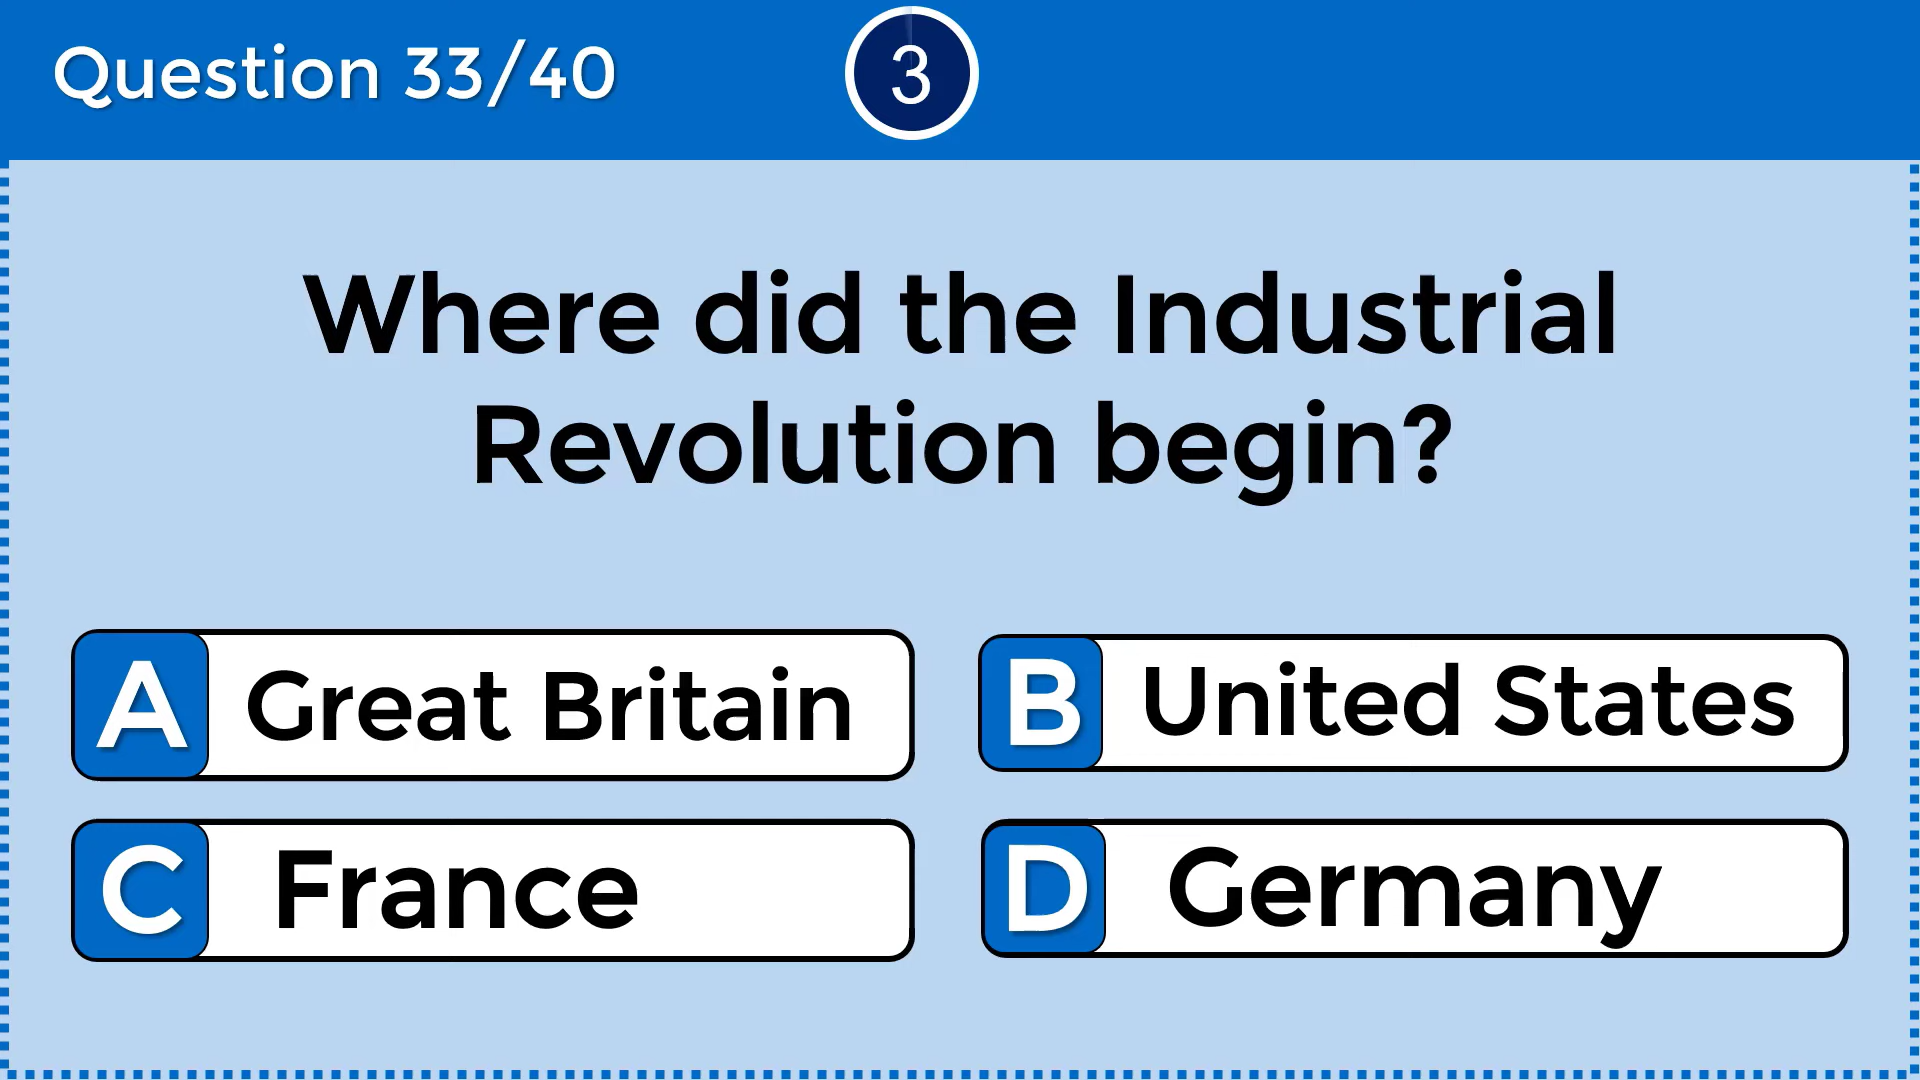 Question 33/40
3
Where did the Industrial
Revolution begin?
A Great Britain
B United States
C France
D Germany